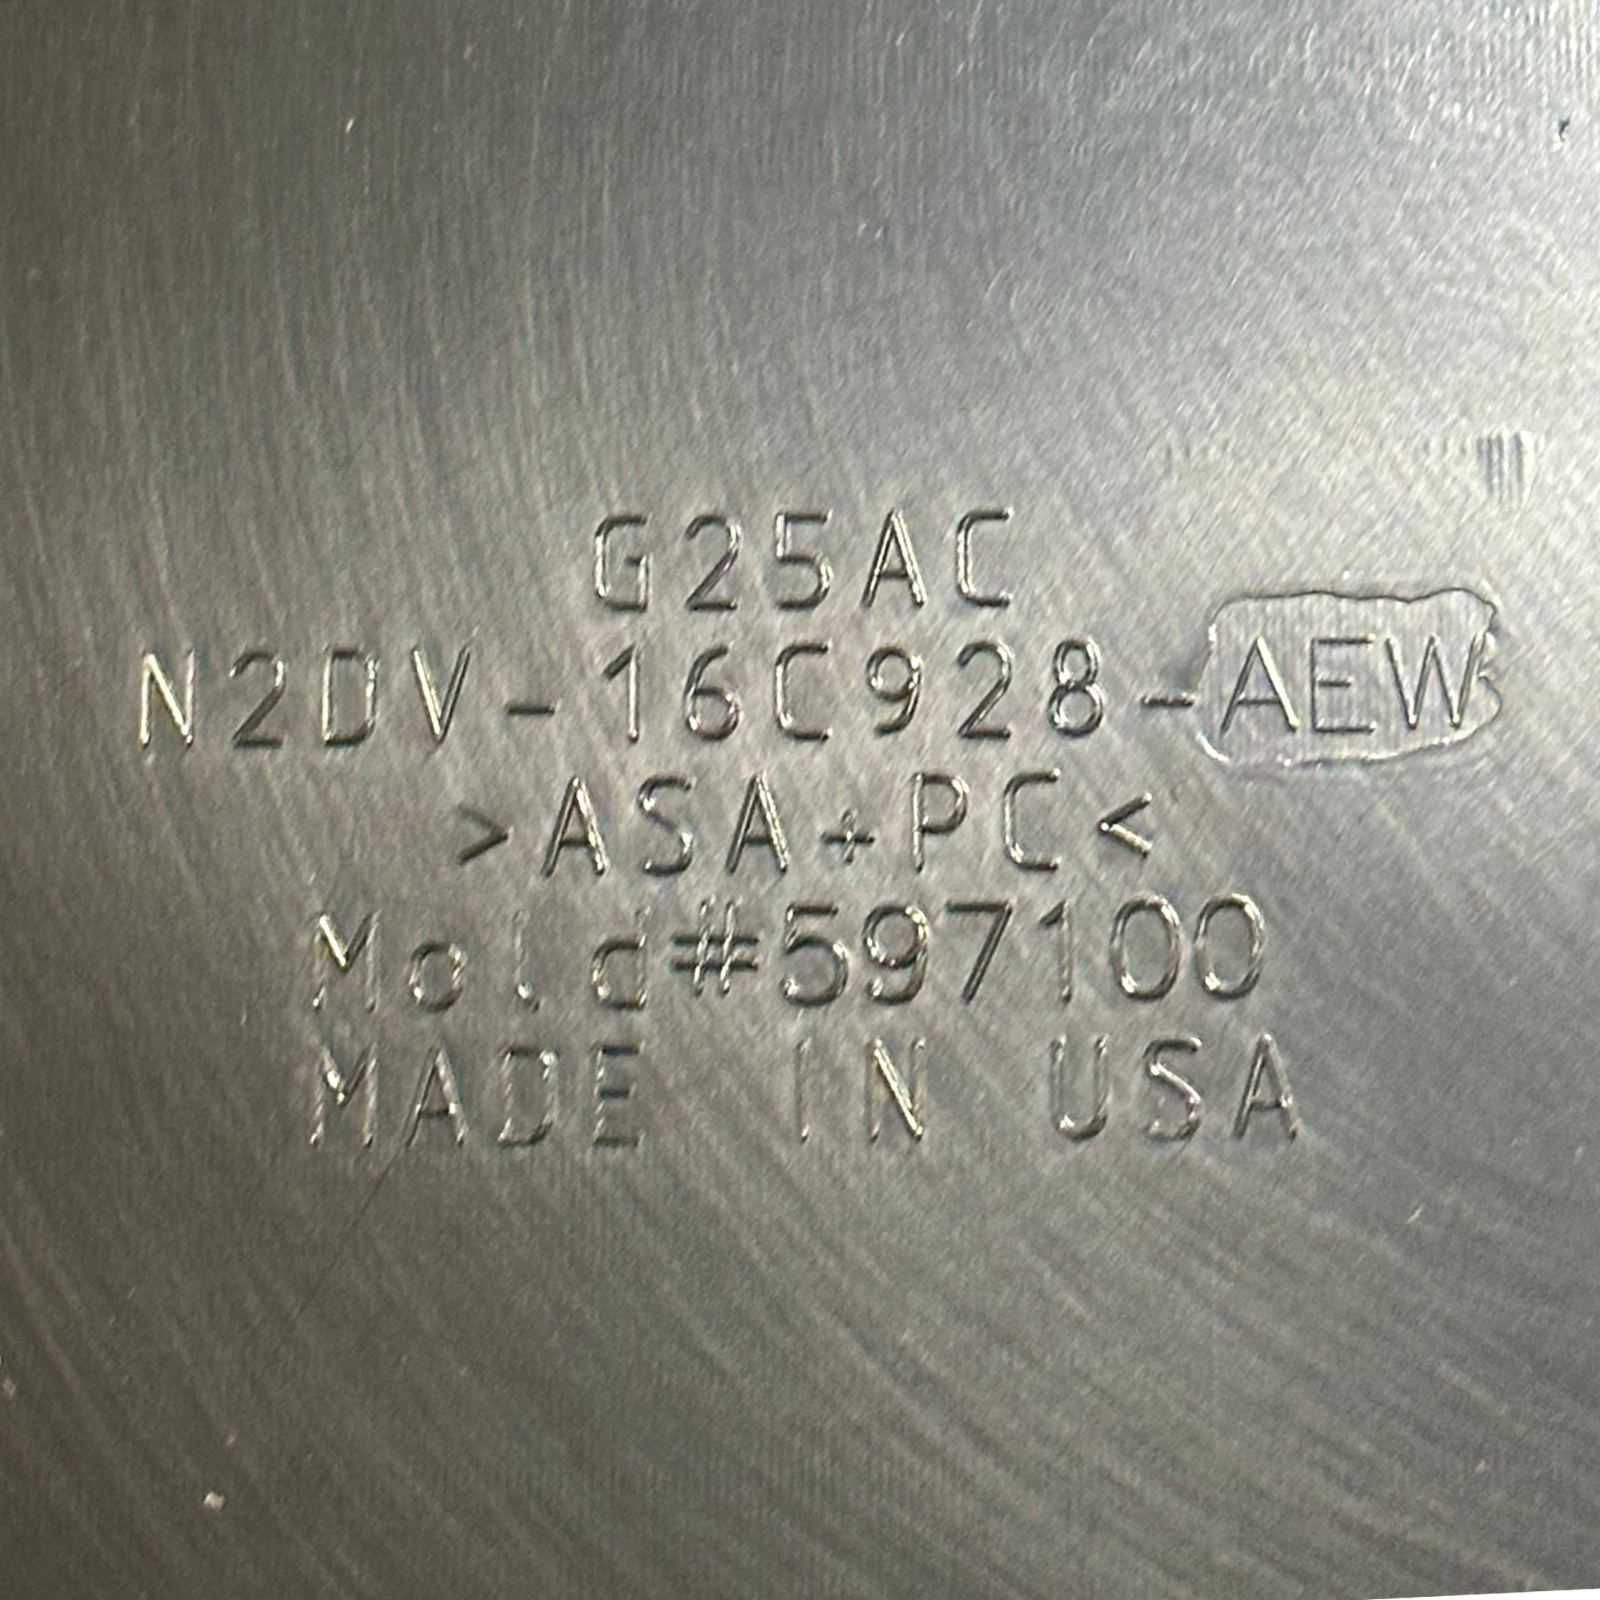 G25AC
N2DV-16C928-AEW
>ASA+PC<
Mold#597100
MADE IN USA